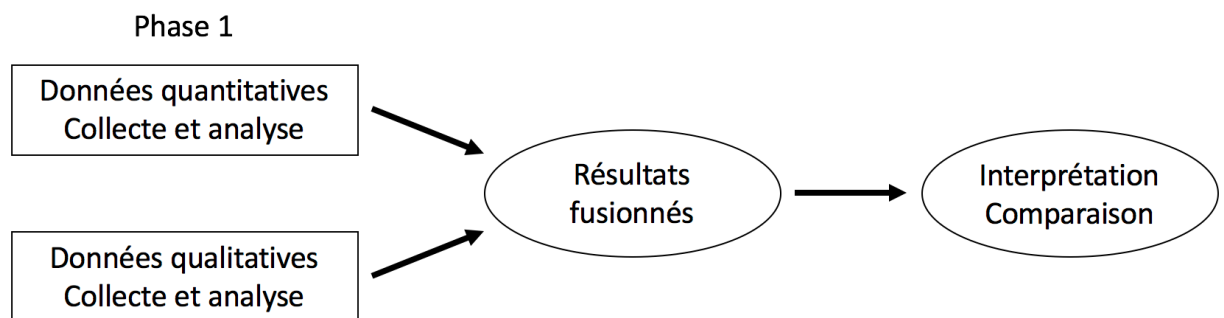 Phase 1
Données quantitatives
Collecte et analyse
Données qualitatives
Collecte et analyse
Résultats
fusionnés
Interprétation
Comparaison